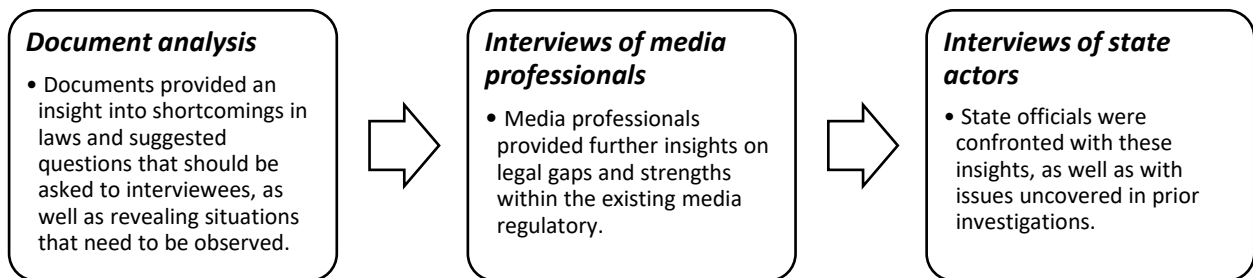 Document analysis
• Documents provided an
insight into shortcomings in
laws and suggested
questions that should be
asked to interviewees, as
well as revealing situations
that need to be observed.
Interviews of media
professionals
• Media professionals
provided further insights on
legal gaps and strengths
within the existing media
regulatory.
Interviews of state
actors
• State officials were
confronted with these
insights, as well as with
issues uncovered in prior
investigations.